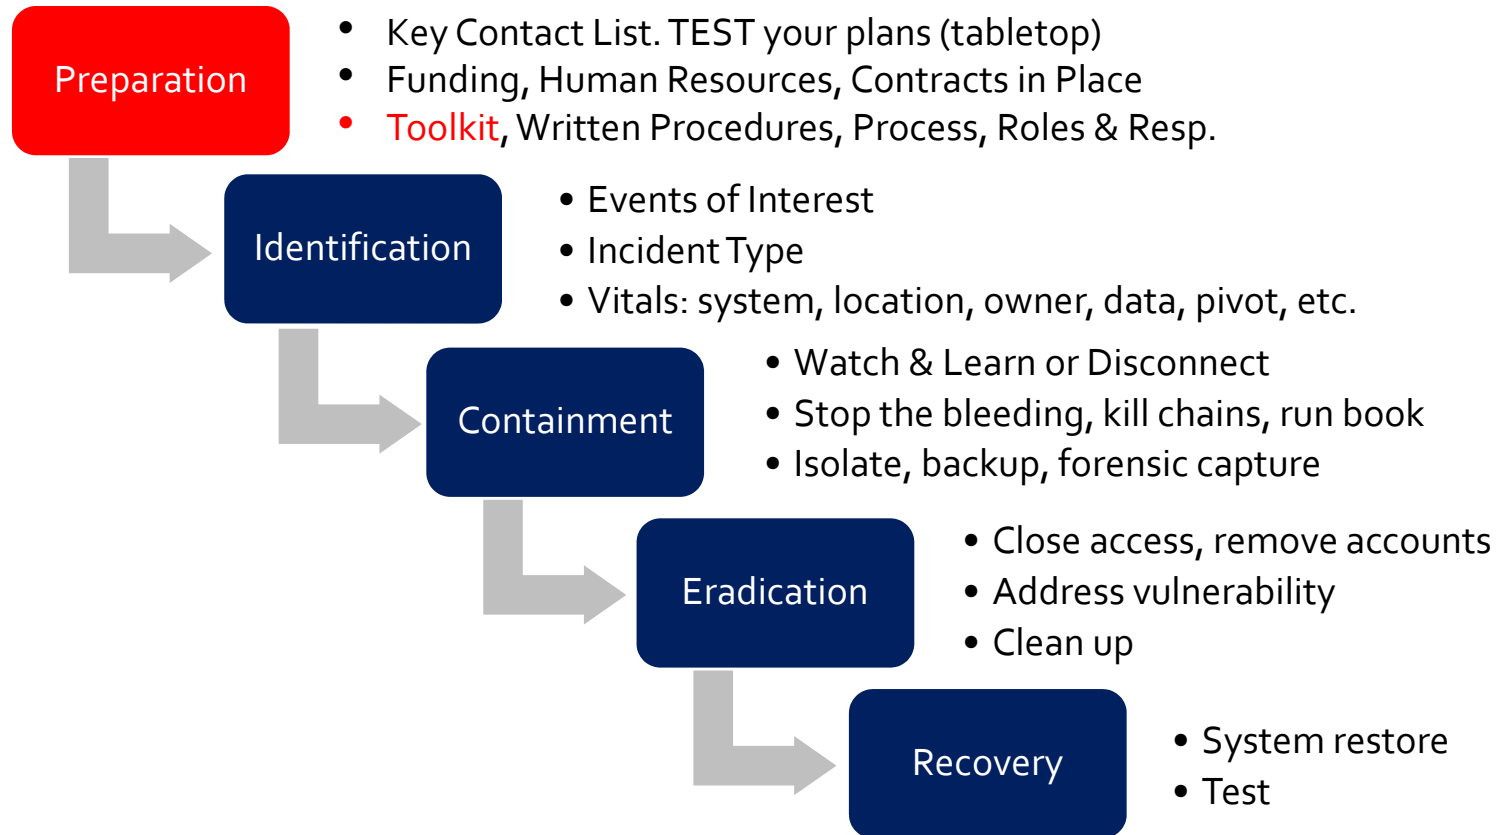 Preparation
• Key Contact List. TEST your plans (tabletop)
• Funding, Human Resources, Contracts in Place
• Toolkit, Written Procedures, Process, Roles & Resp.
Identification
• Events of Interest
• Incident Type
• Vitals: system, location, owner, data, pivot, etc.
Containment
• Watch & Learn or Disconnect
• Stop the bleeding, kill chains, run book
• Isolate, backup, forensic capture
Eradication
• Close access, remove accounts
• Address vulnerability
• Clean up
Recovery
• System restore
• Test